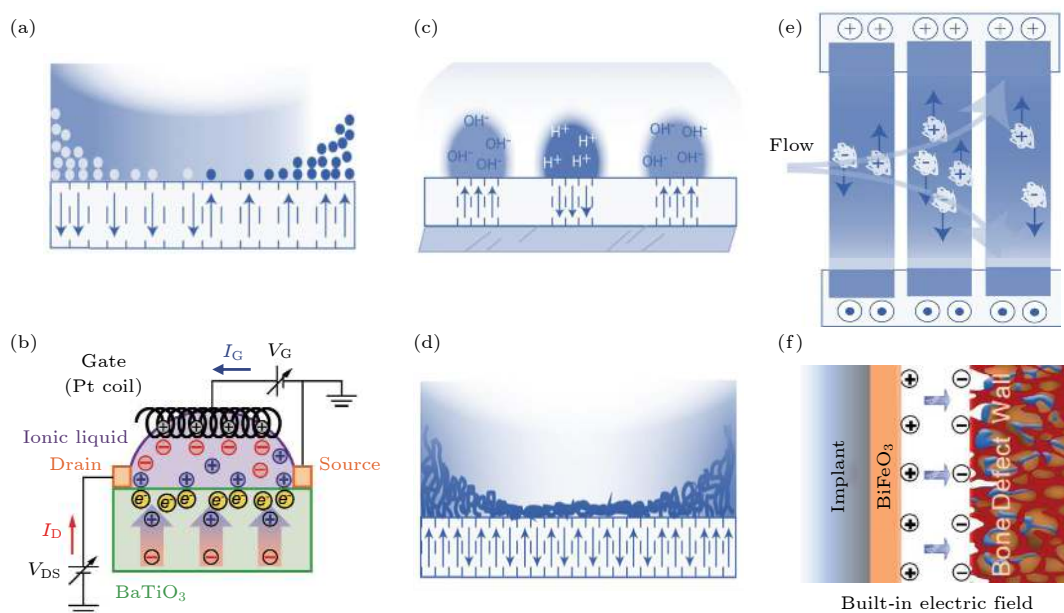 (a)
(b)
Gate
(Pt coil)
I_G
V_G
Ionic liquid
Drain
Source
e⁻ e⁻ e⁻ e⁻ e⁻ e⁻ e⁻
I_D
V_DS
BaTiO₃
(c)
OH⁻
OH⁻
OH⁻
OH⁻
H⁺
H⁺
H⁺
H⁺
OH⁻
OH⁻
OH⁻
OH⁻
(d)
(e)
Flow
(f)
Implant
BiFeO₃
Bone Defect Wall
Built-in electric field